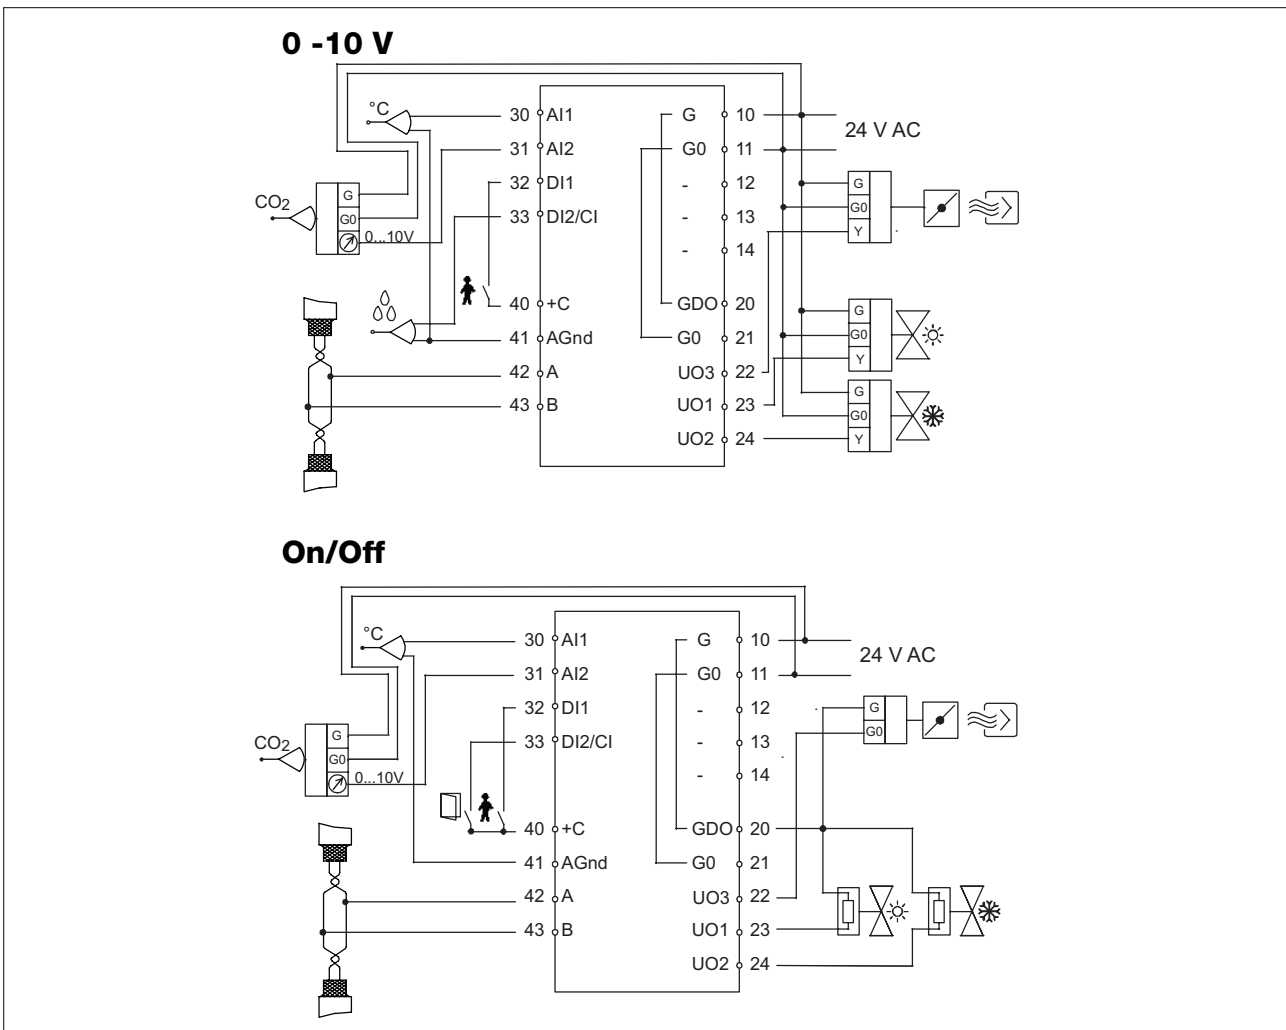 0 -10 V
°C
30 AI1
G 10
24 V AC
31 AI2
G0 11
32 DI1
- 12
G
CO2
G
33 DI2/CI
- 13
G0
G0
0...10V
- 14
Y
40 +C
GDO 20
G
41 AGnd
G0 21
G0
42 A
UO3 22
Y
43 B
UO1 23
G
G0
UO2 24
Y
On/Off
°C
30 AI1
G 10
24 V AC
31 AI2
G0 11
32 DI1
- 12
G
33 DI2/CI
- 13
G0
CO2
G
G0
0...10V
- 14
40 +C
GDO 20
41 AGnd
G0 21
42 A
UO3 22
43 B
UO1 23
UO2 24